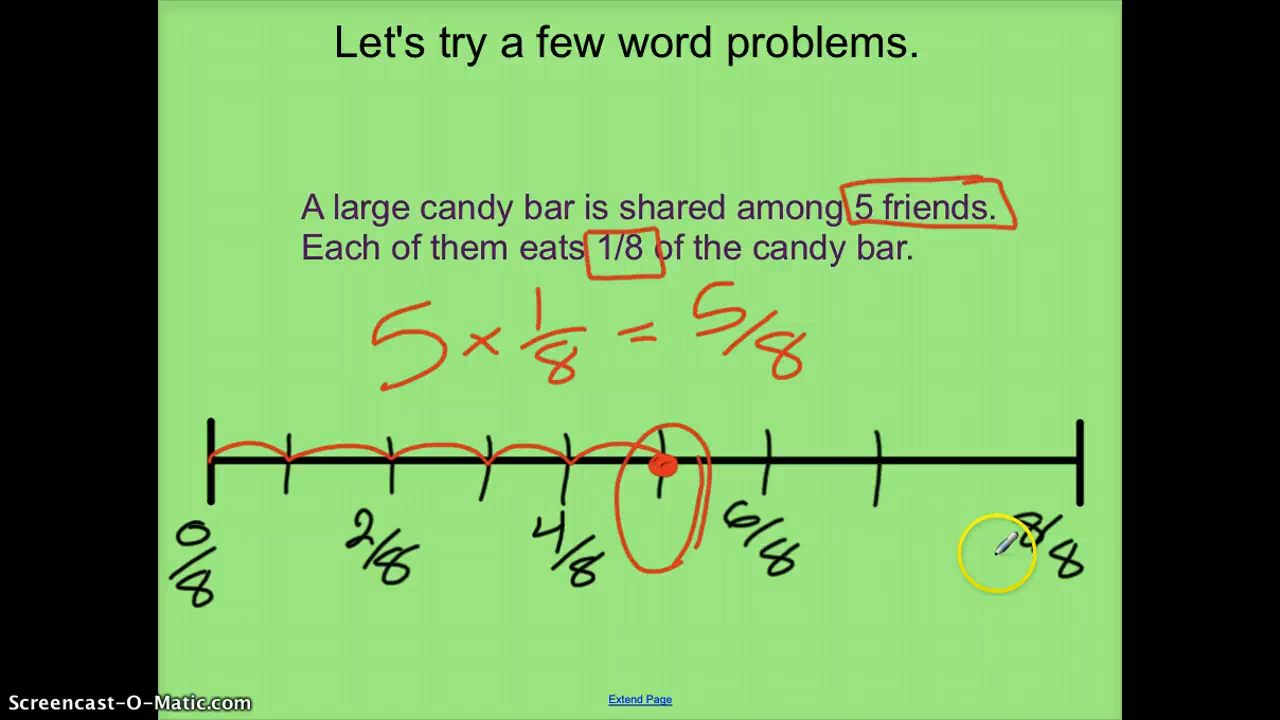 Let's try a few word problems.
A large candy bar is shared among 5 friends.
Each of them eats 1/8 of the candy bar.
5 × 1/8 = 5/8
0/8 2/8 4/8 6/8 8/8
Extend Page
Screencast-O-Matic.com